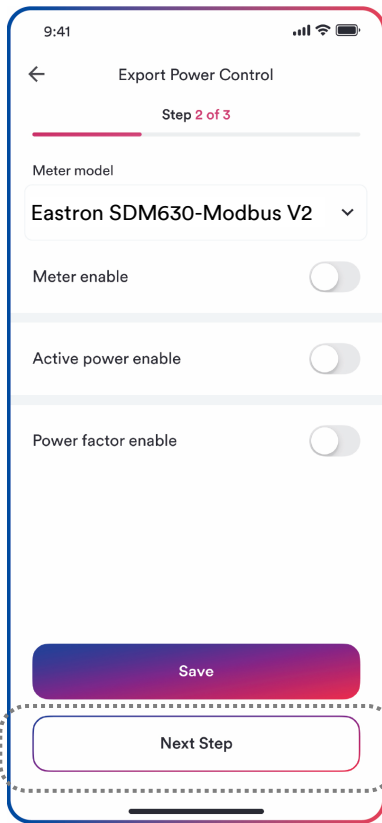 9:41
Export Power Control
Step 2 of 3
Meter model
Eastron SDM630-Modbus V2
Meter enable
Active power enable
Power factor enable
Save
Next Step